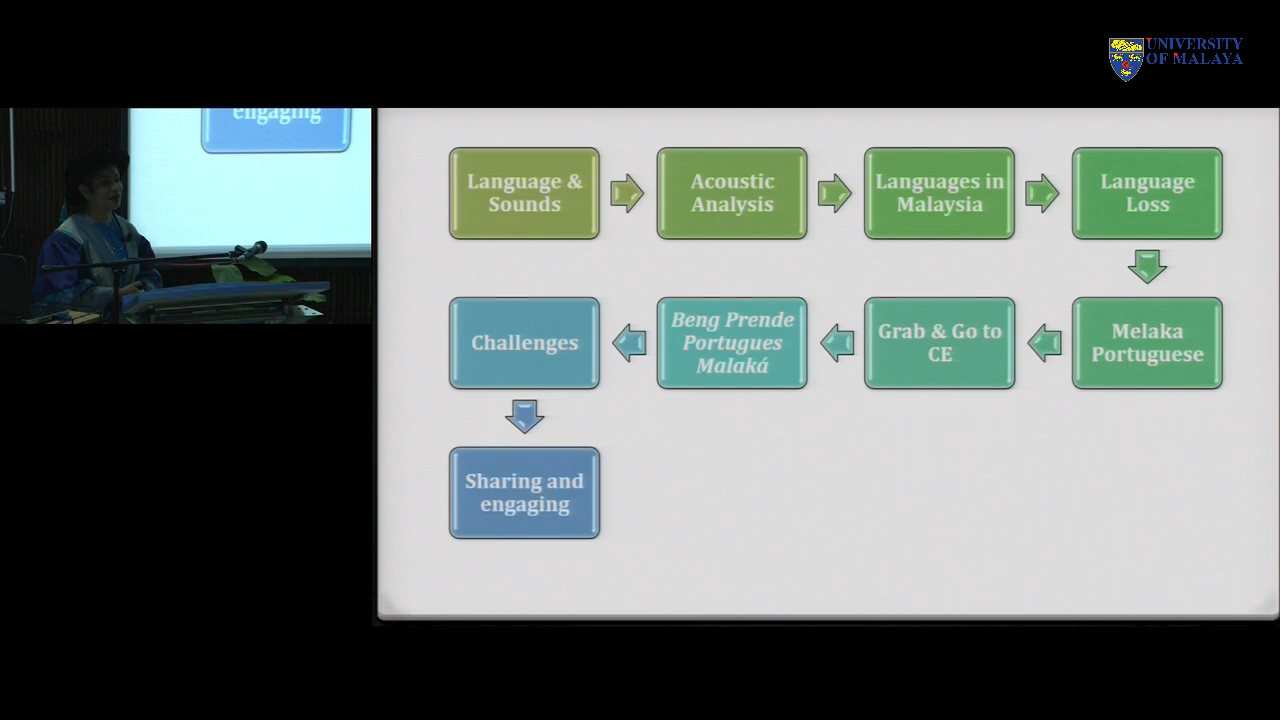 UNIVERSITY
OF MALAYA
engaging
Language &
Sounds
Acoustic
Analysis
Languages in
Malaysia
Language
Loss
Challenges
Beng Prende
Portugues
Malaká
Grab & Go to
CE
Melaka
Portuguese
Sharing and
engaging